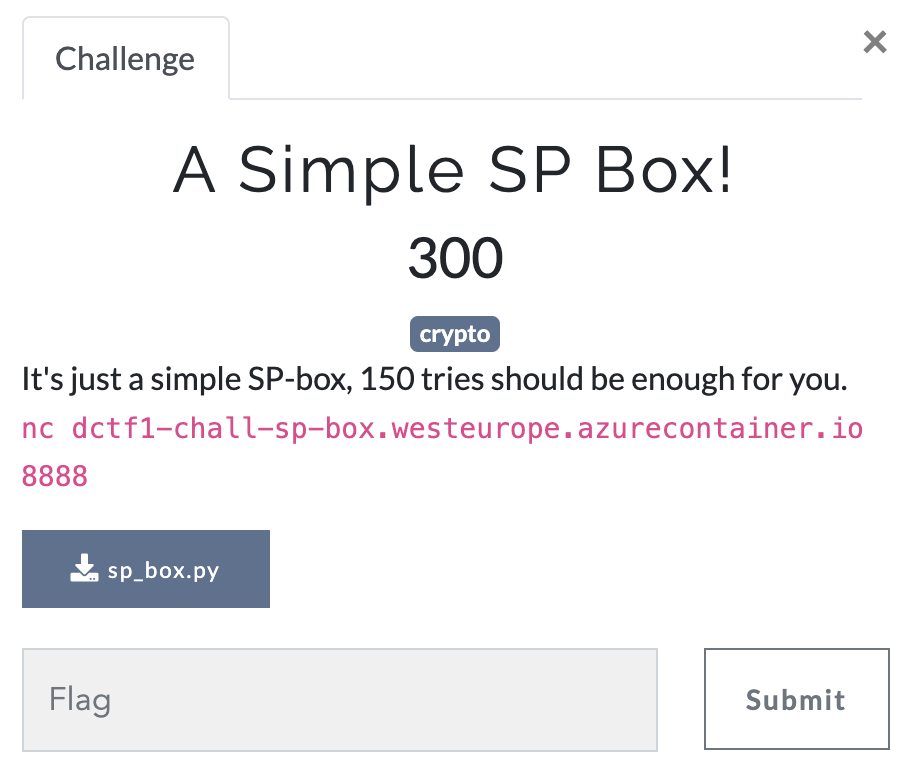 Challenge
A Simple SP Box!
300
crypto
It's just a simple SP-box, 150 tries should be enough for you.
nc dctf1-chall-sp-box.westeurope.azurecontainer.io
8888
sp_box.py
Flag
Submit